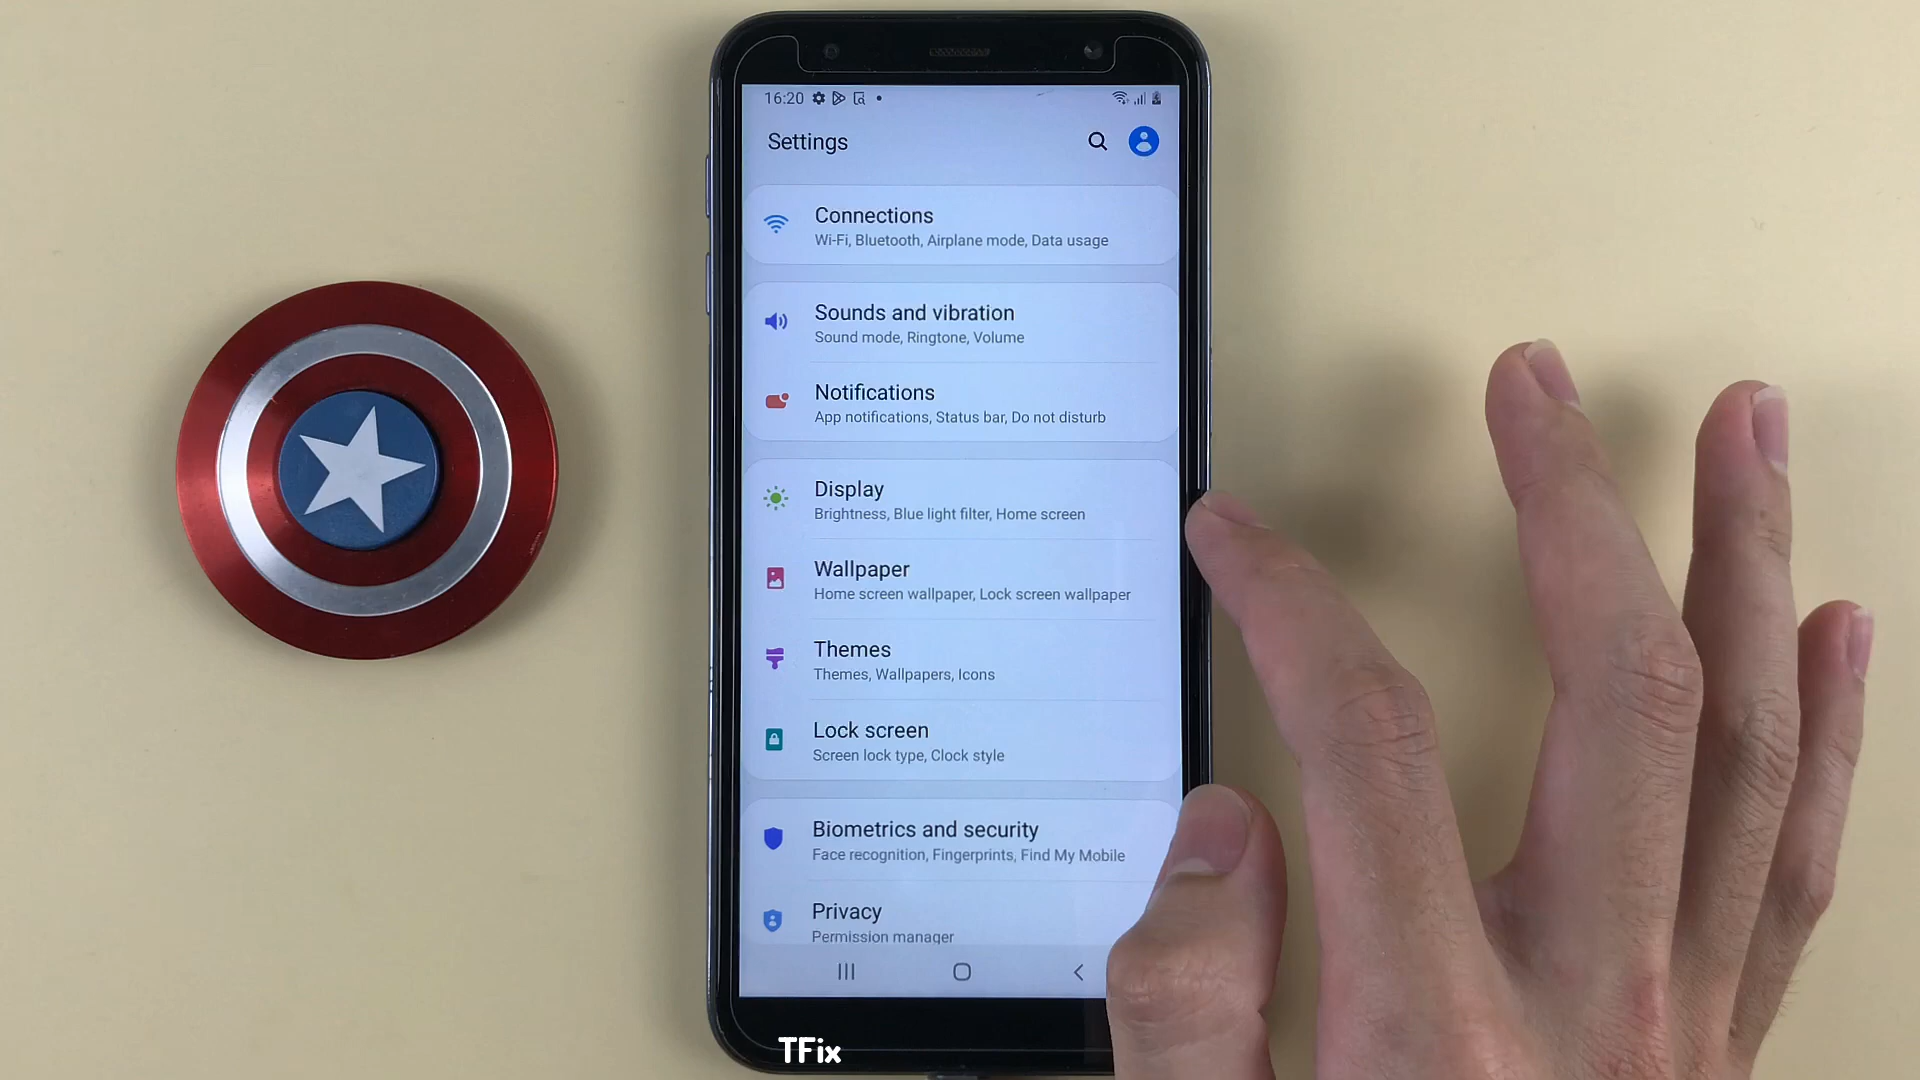 16:20
Settings
Connections
Wi-Fi, Bluetooth, Airplane mode, Data usage
Sounds and vibration
Sound mode, Ringtone, Volume
Notifications
App notifications, Status bar, Do not disturb
Display
Brightness, Blue light filter, Home screen
Wallpaper
Home screen wallpaper, Lock screen wallpaper
Themes
Themes, Wallpapers, Icons
Lock screen
Screen lock type, Clock style
Biometrics and security
Face recognition, Fingerprints, Find My Mobile
Privacy
Permission manager
TFix